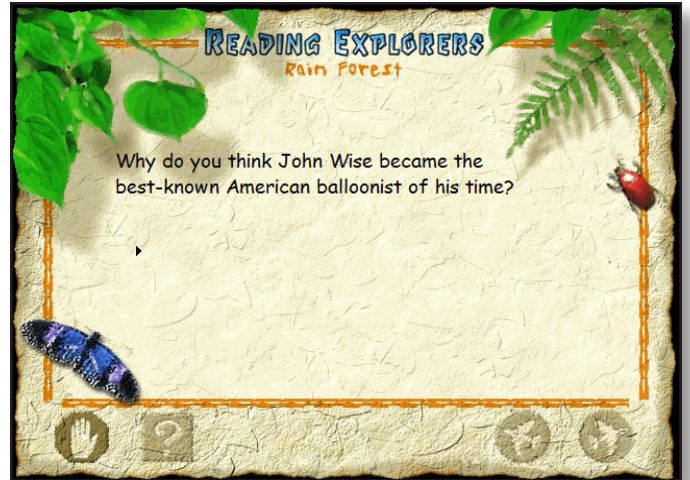 READING EXPLORERS
Rain Forest
Why do you think John Wise became the
best-known American balloonist of his time?